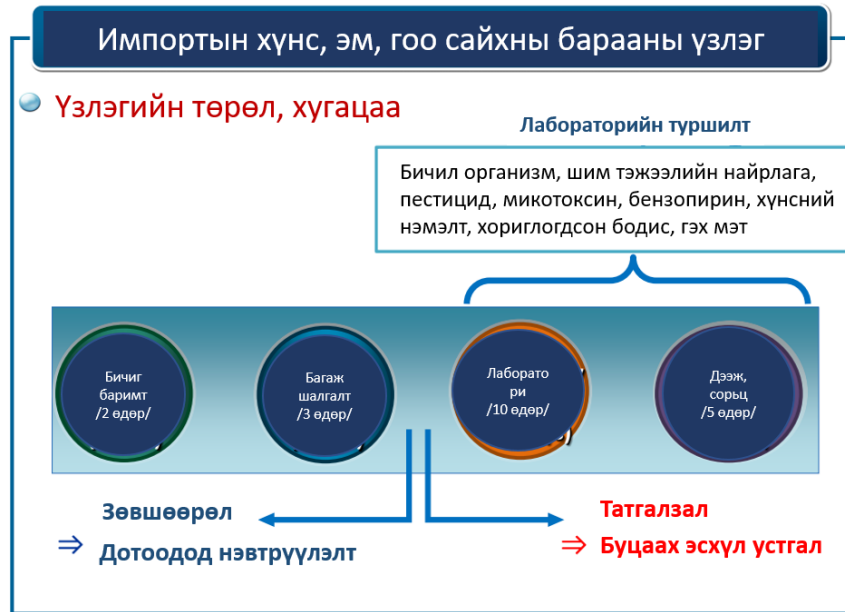 Импортын хүнс, эм, гоо сайхны барааны үзлэг
Үзлэгийн төрөл, хугацаа
Лабораторийн туршилт
Бичил организм, шим тэжээлийн найрлага,
пестицид, микотоксин, бензопирин, хүнсний
нэмэлт, хориглогдсон бодис, гэх мэт
Бичиг
баримт
/2 өдөр/
Багаж
шалгалт
/3 өдөр/
Лаборато
ри
/10 өдөр/
Дээж,
сорьц
/5 өдөр/
Зөвшөөрөл
⇒ Дотоодод нэвтрүүлэлт
Татгалзал
⇒ Буцаах эсхүл устгал